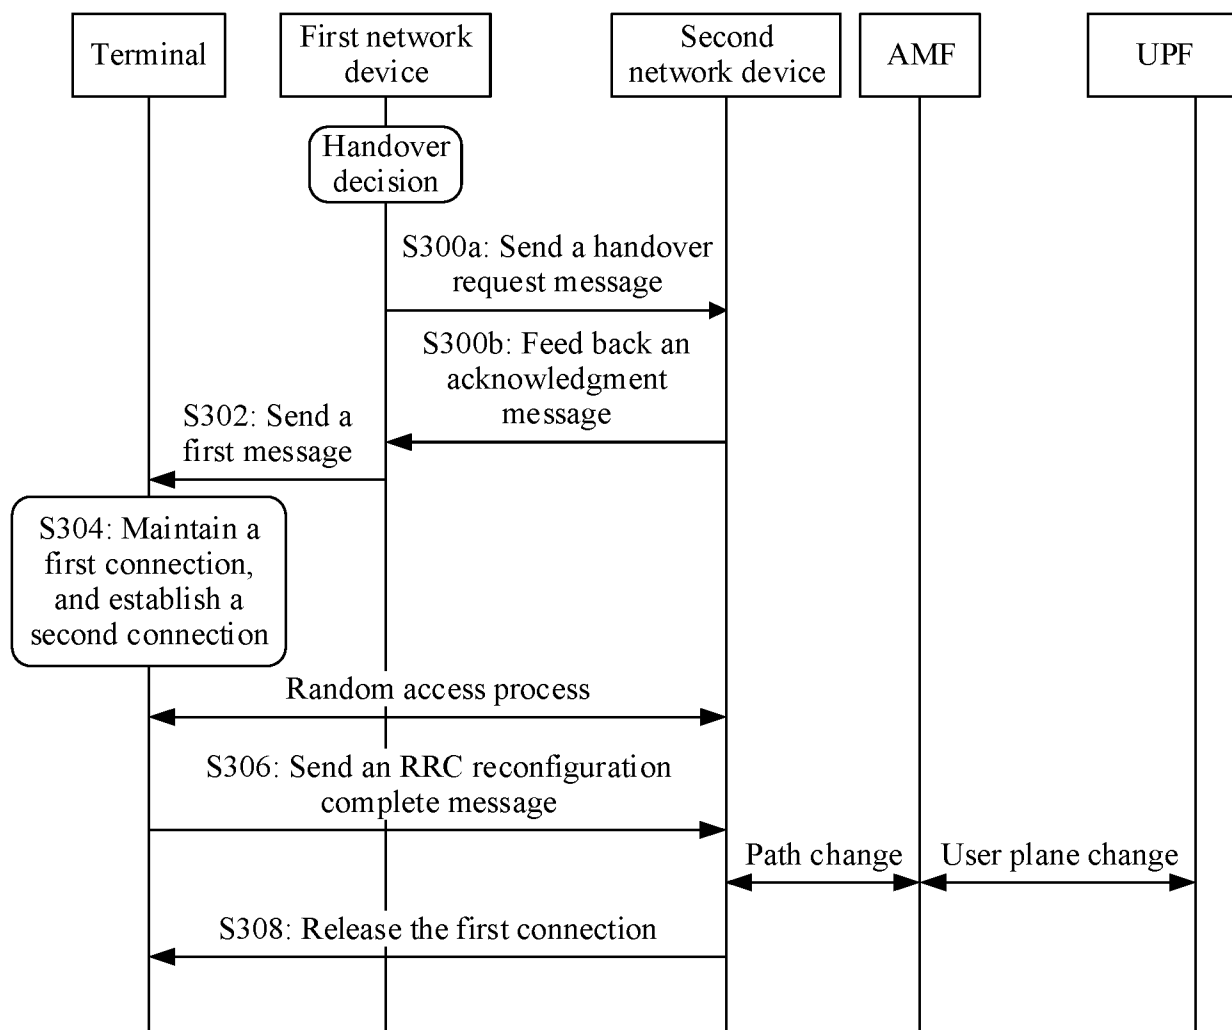 Terminal
First network
device
Second
network device
AMF
UPF
Handover
decision
S300a: Send a handover
request message
S300b: Feed back an
acknowledgment
message
S302: Send a
first message
S304: Maintain a
first connection,
and establish a
second connection
Random access process
S306: Send an RRC reconfiguration
complete message
Path change
User plane change
S308: Release the first connection